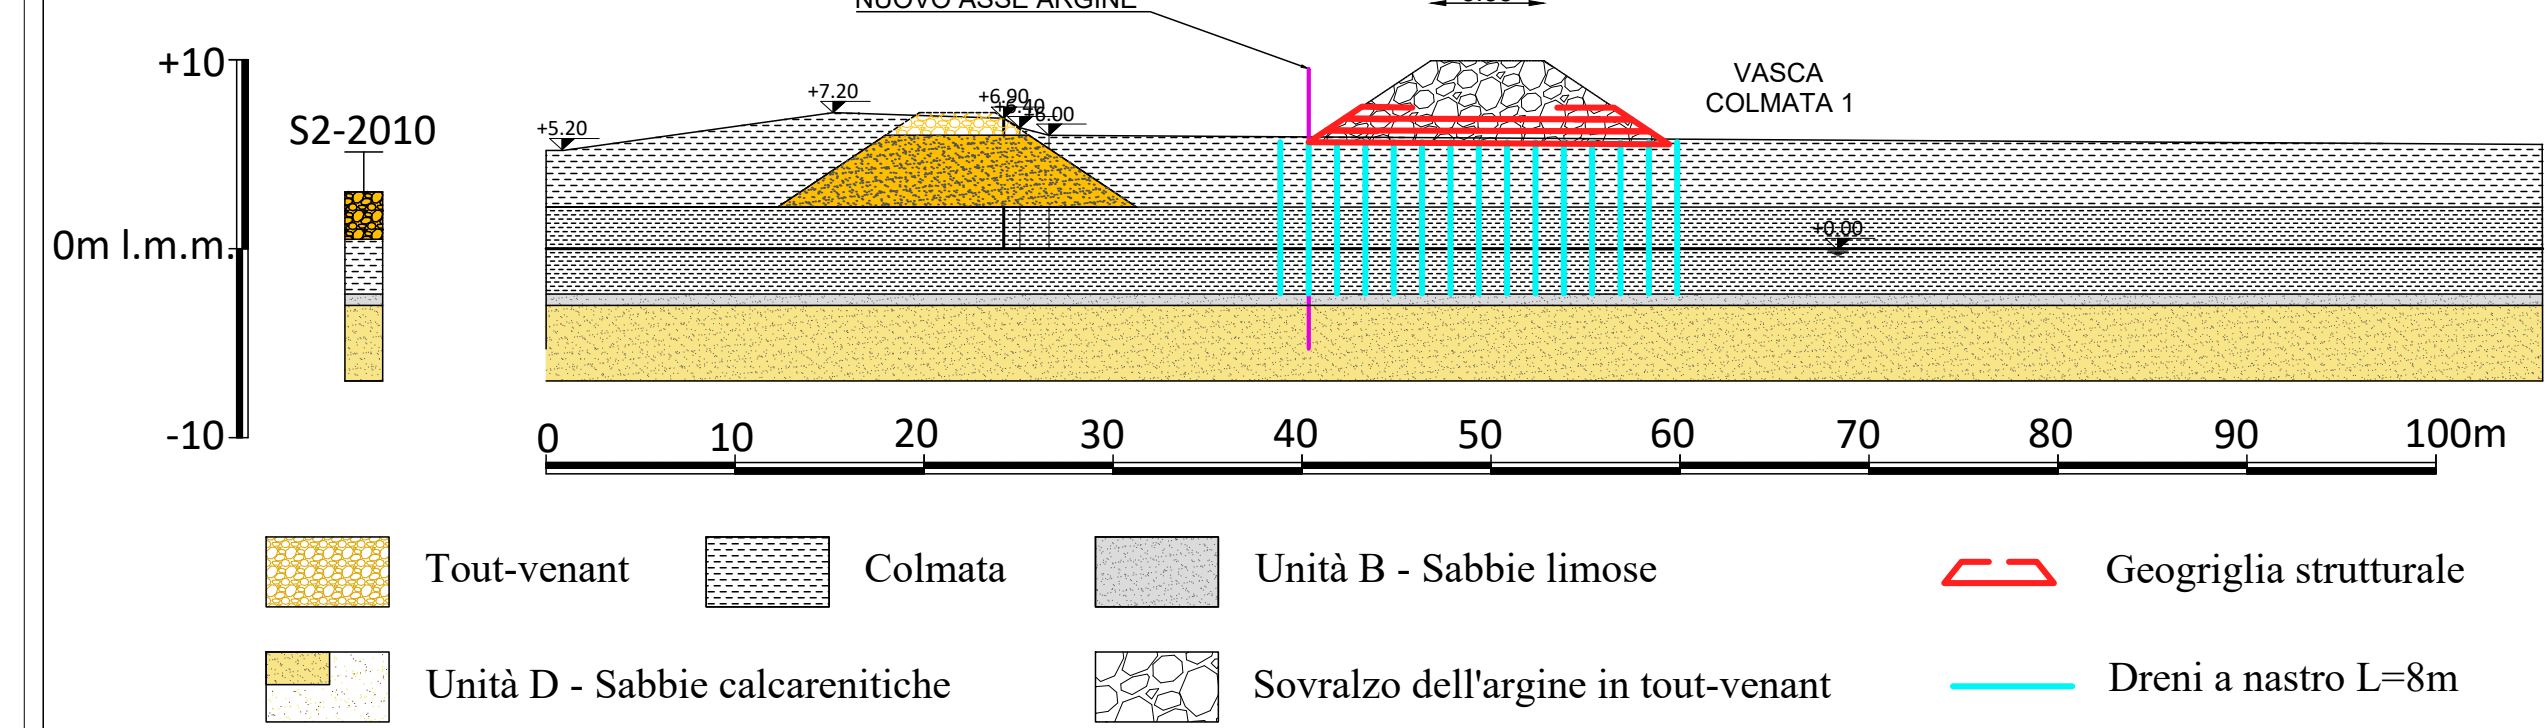 NUOVO ASSE ARGINE
+10
VASCA
COLMATA 1
+7.20
+6.90
+6.40
+6.00
+5.20
S2-2010
+0.00
0m l.m.m.
-10
0 10 20 30 40 50 60 70 80 90 100m
Tout-venant
Colmata
Unità B - Sabbie limose
Geogriglia strutturale
Unità D - Sabbie calcarenitiche
Sovralzo dell'argine in tout-venant
Dreni a nastro L=8m